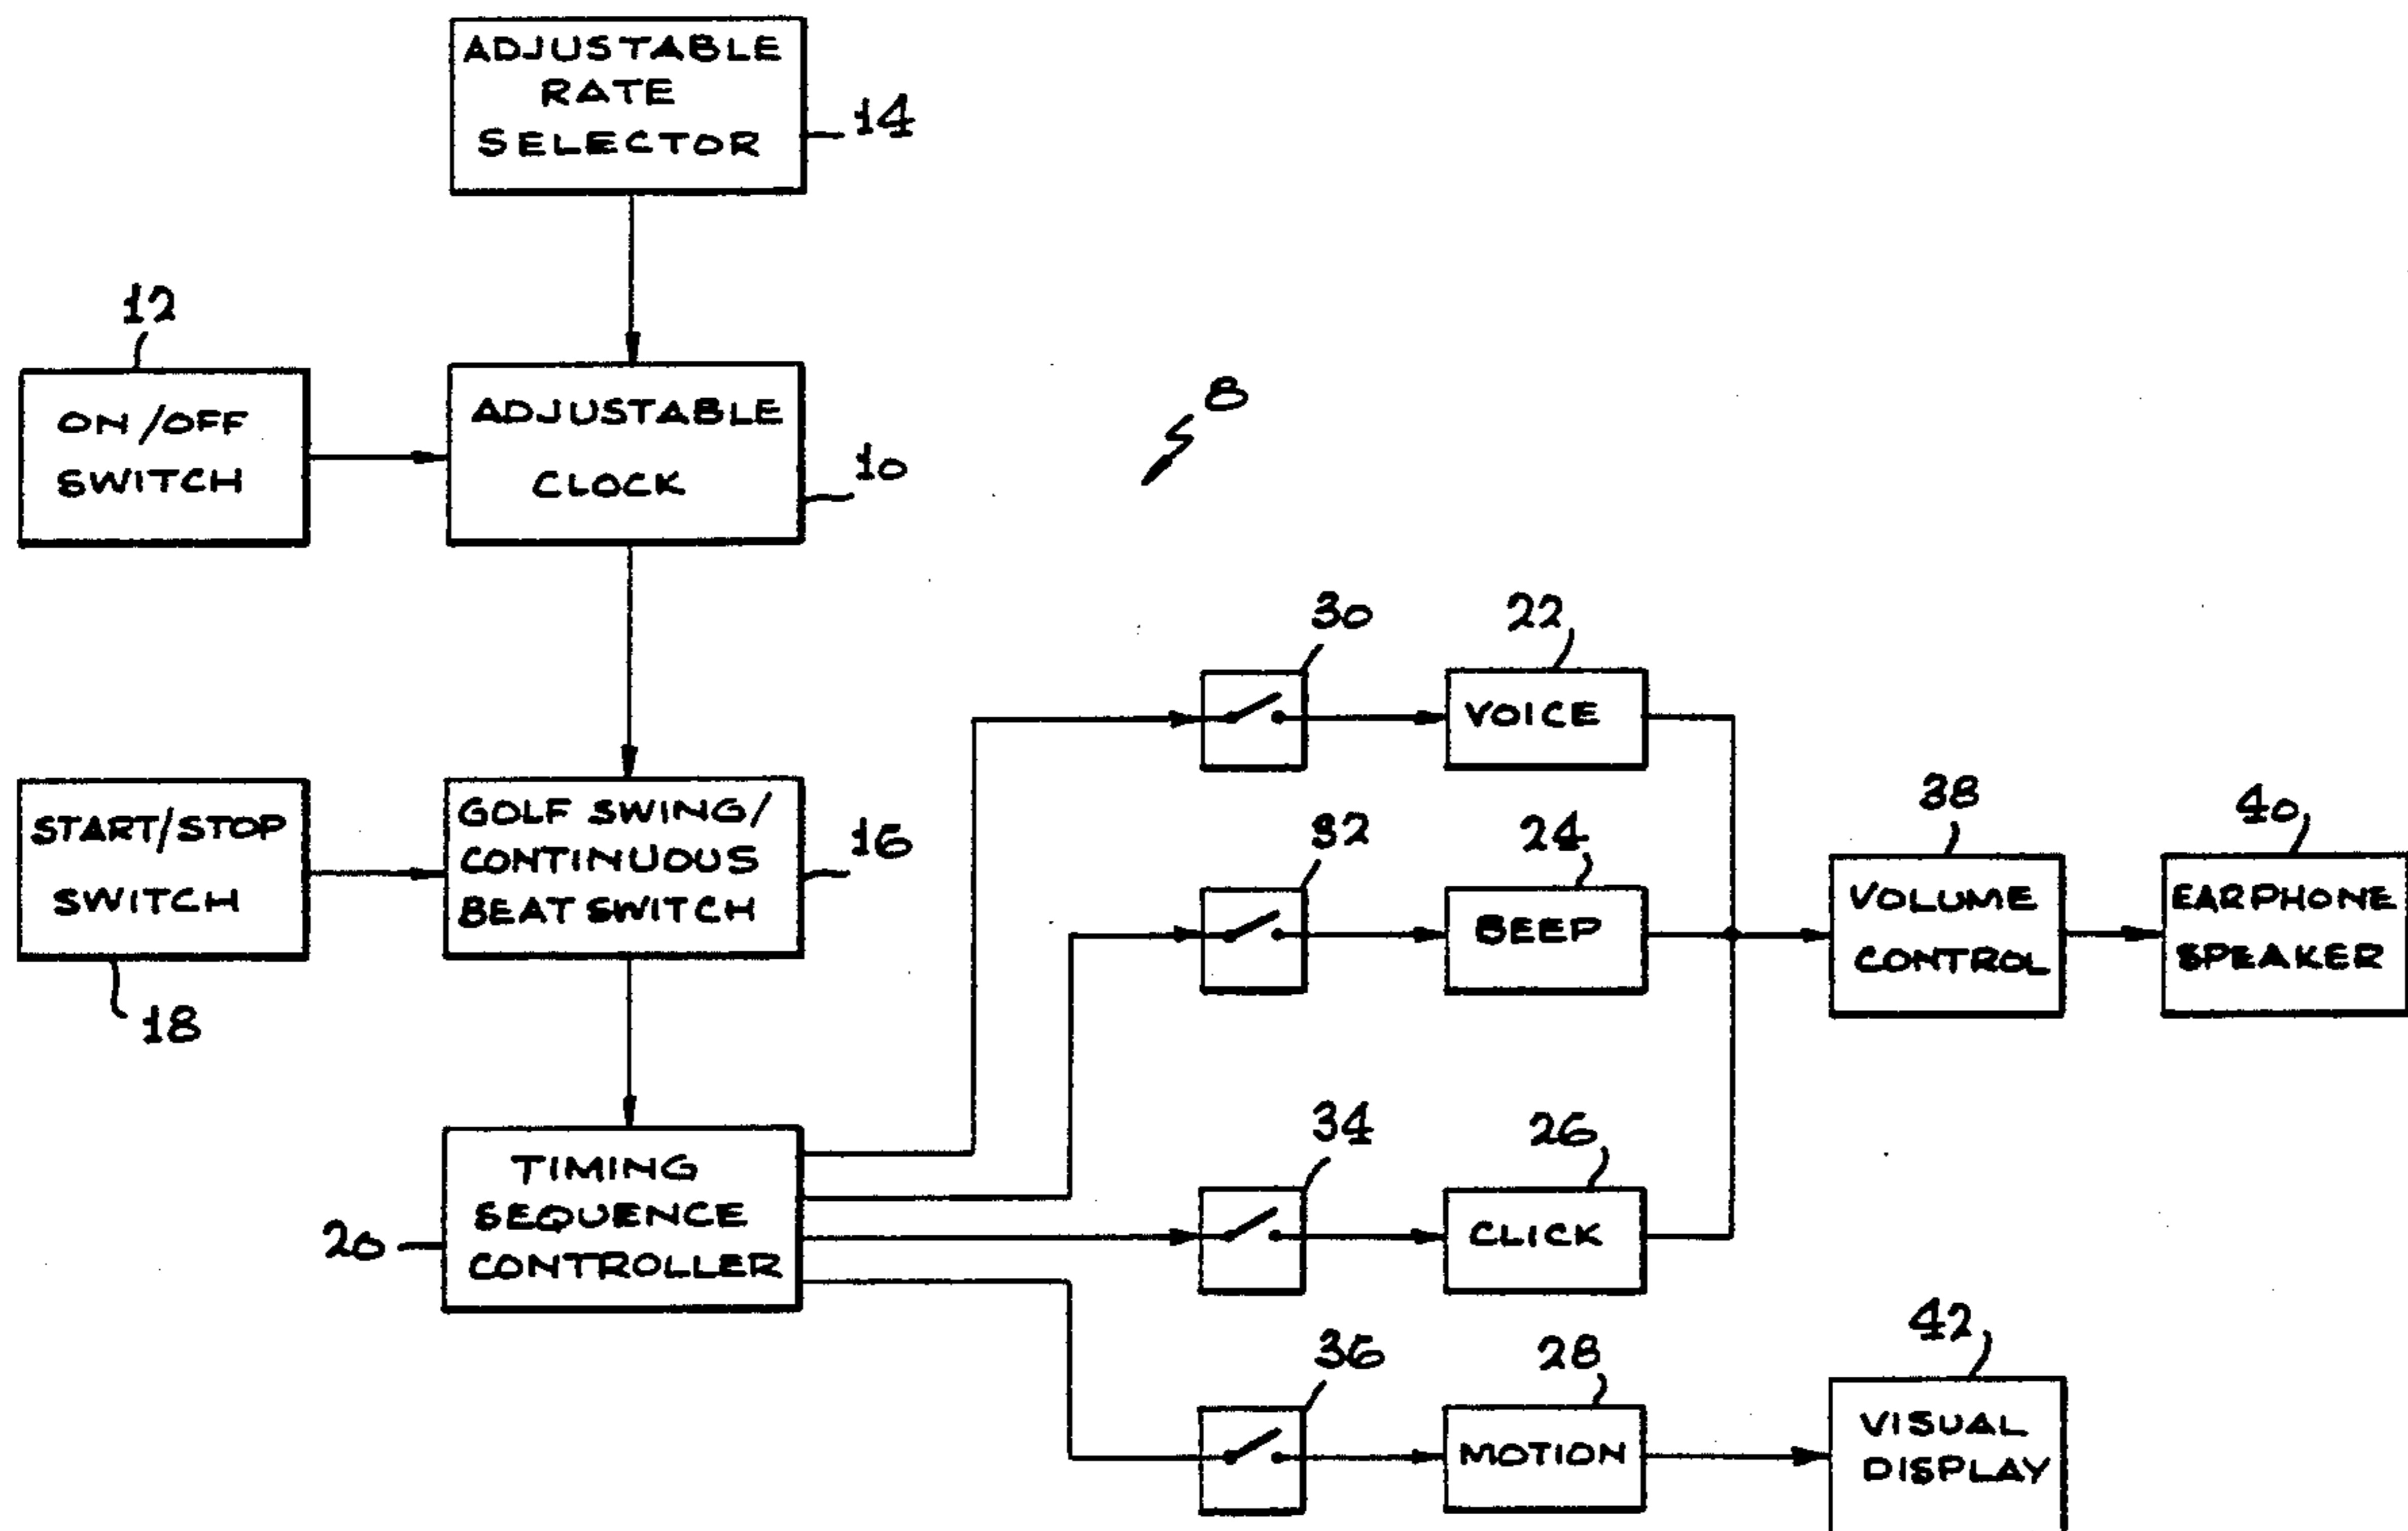 ADJUSTABLE
RATE
SELECTOR
14
12
ON/OFF
SWITCH
ADJUSTABLE
CLOCK
10
8
START/STOP
SWITCH
18
GOLF SWING/
CONTINUOUS
BEAT SWITCH
16
TIMING
SEQUENCE
CONTROLLER
20
30
22
VOICE
32
24
BEEP
38
VOLUME
CONTROL
40
EARPHONE
SPEAKER
34
26
CLICK
36
28
MOTION
42
VISUAL
DISPLAY